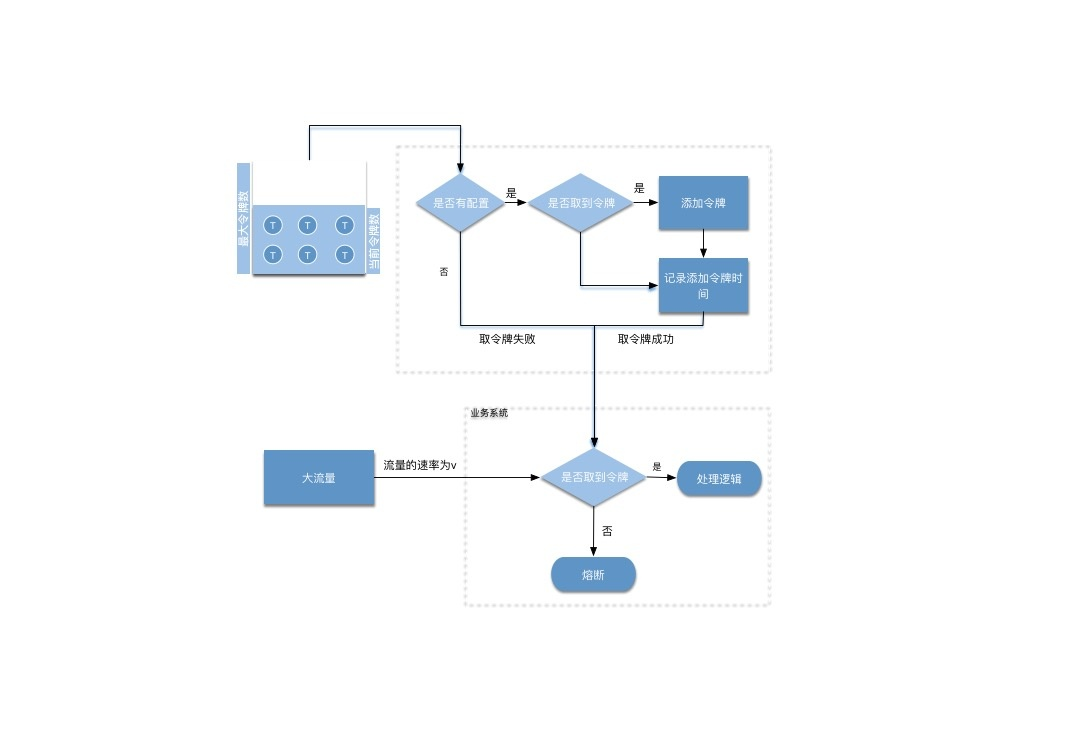 最大令牌数
T T T
T T T
当前令牌数
是否有配置
是
是否取到令牌
是
添加令牌
否
记录添加令牌时
间
取令牌失败
取令牌成功
业务系统
大流量
流量的速率为v
是否取到令牌
是
处理逻辑
否
熔断